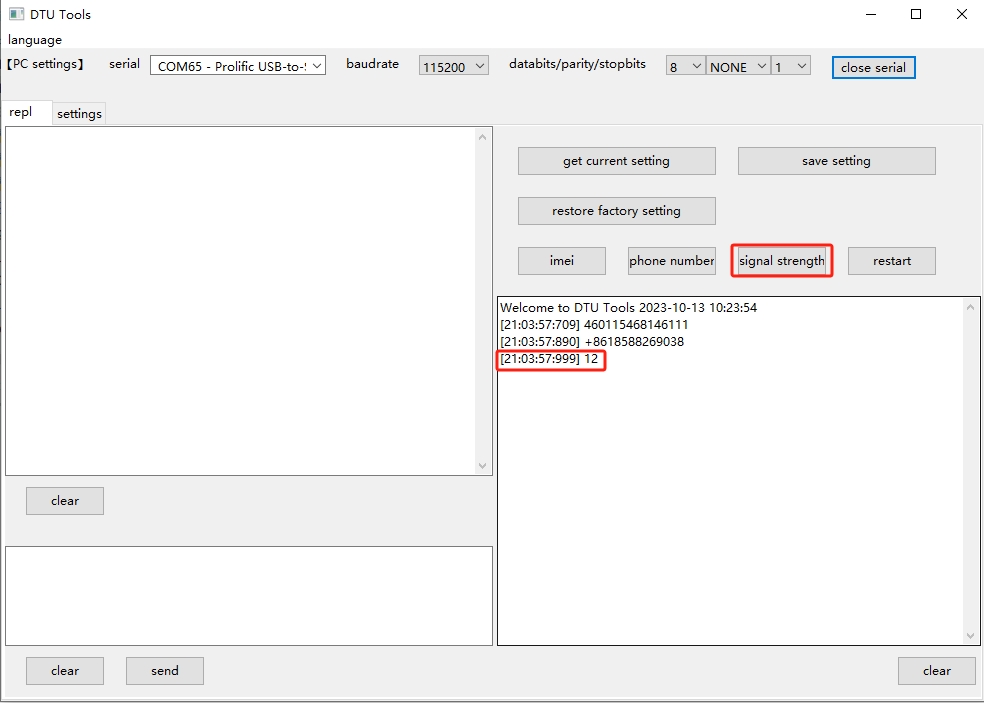 DTU Tools
language
【PC settings】 serial COM65 - Prolific USB-to-! baudrate 115200 databits/parity/stopbits 8 NONE 1 close serial
repl settings
get current setting save setting
restore factory setting
imei phone number signal strength restart
Welcome to DTU Tools 2023-10-13 10:23:54
[21:03:57:709] 460115468146111
[21:03:57:890] +8618588269038
[21:03:57:999] 12
clear
clear send clear